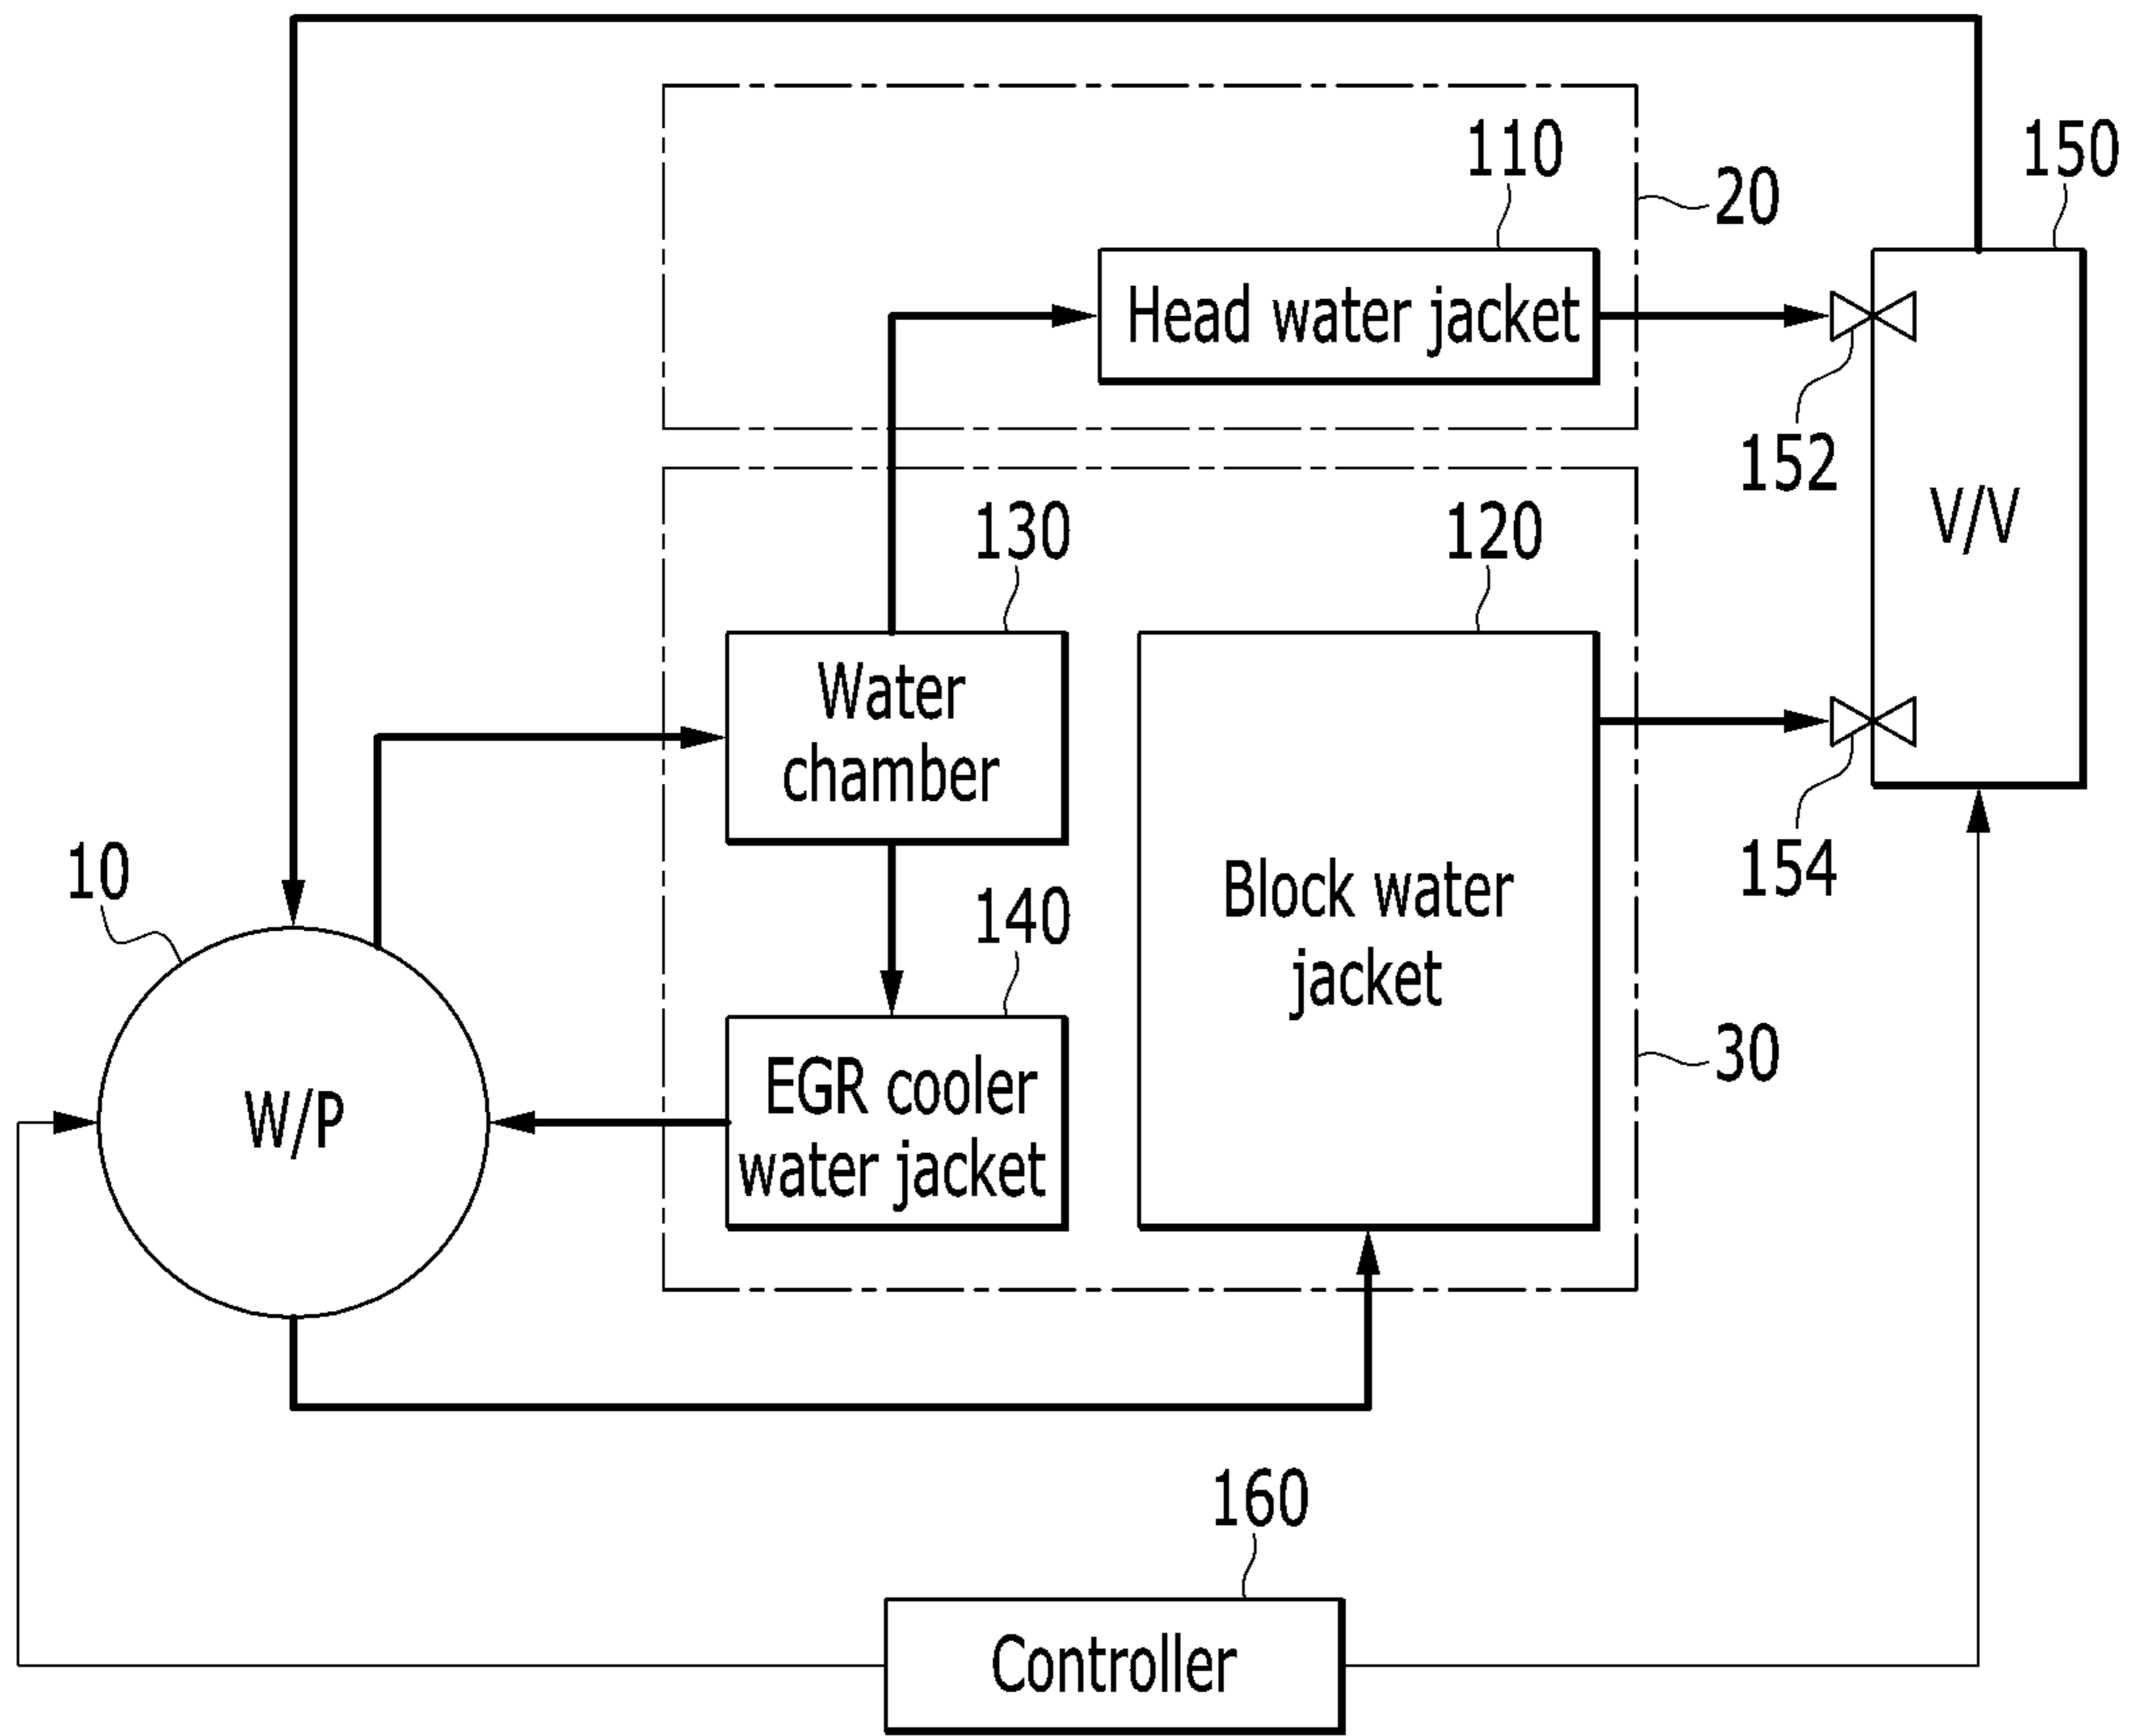 110
150
20
Head water jacket
152
V/V
130
120
Water
chamber
154
10
140
Block water
jacket
EGR cooler
water jacket
30
W/P
160
Controller